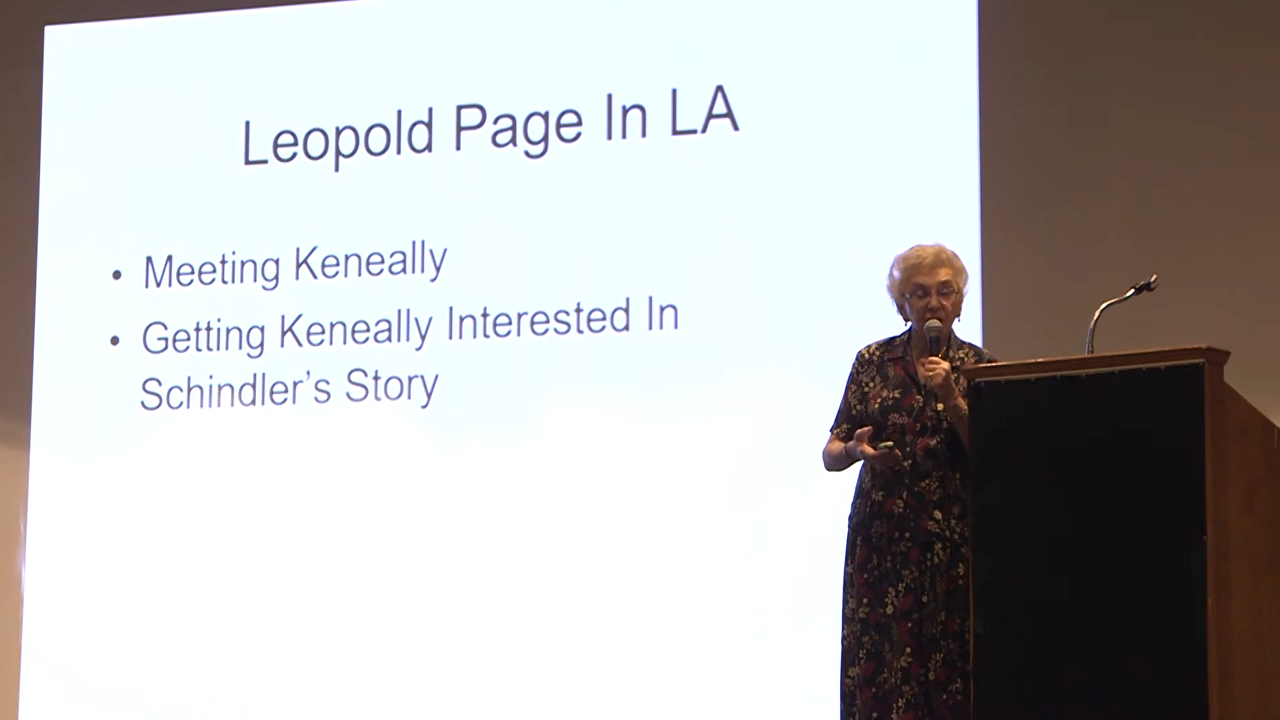 Leopold Page In LA
• Meeting Keneally
• Getting Keneally Interested In
Schindler's Story